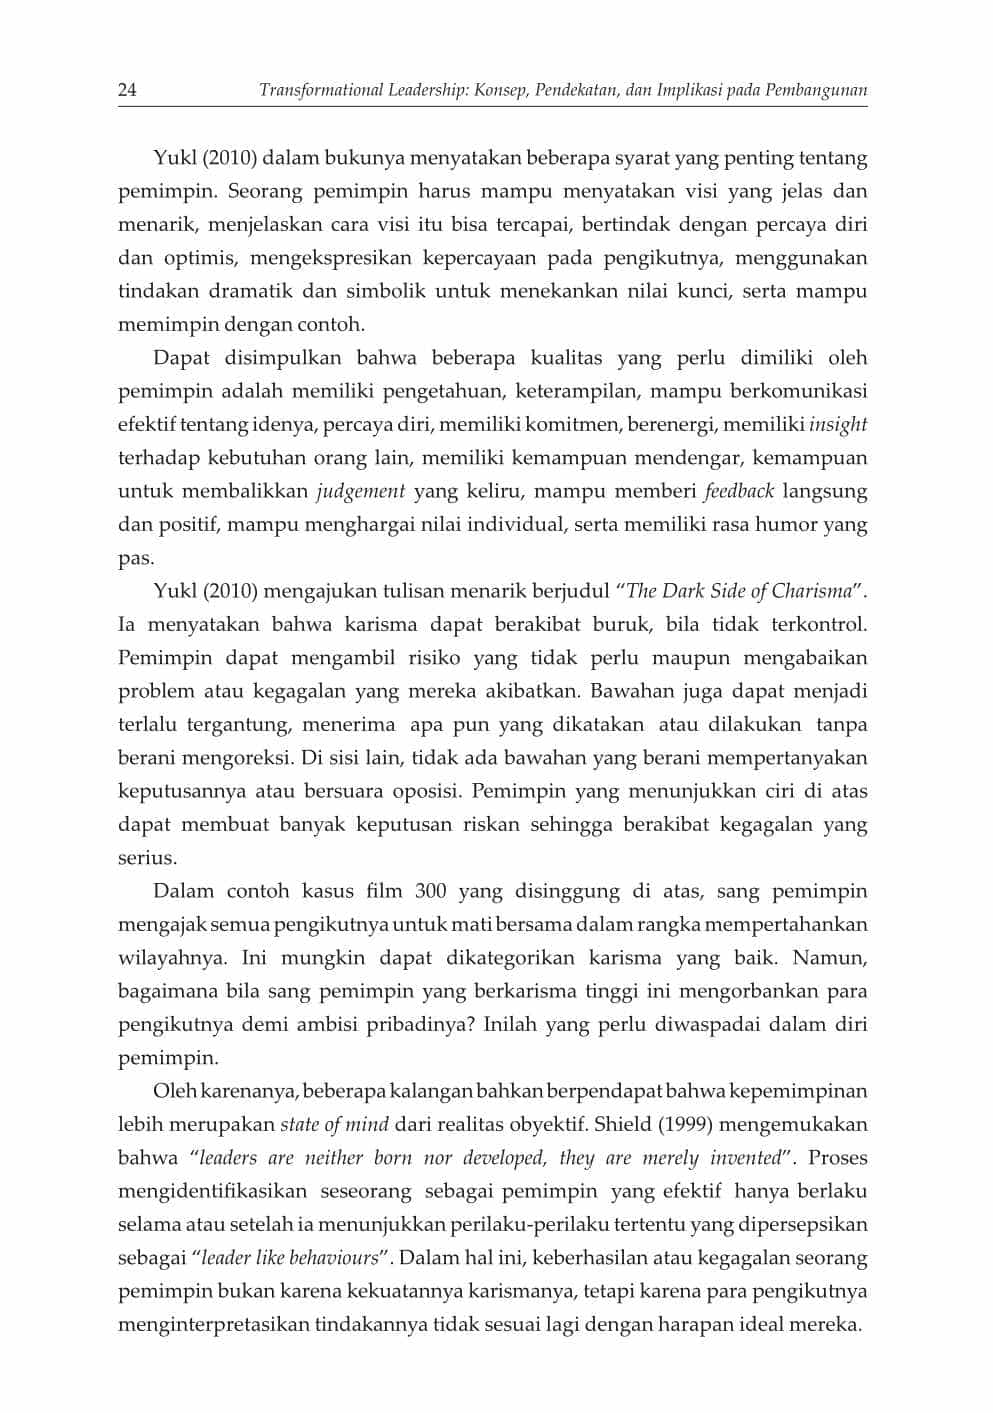 24 Transformational Leadership: Konsep, Pendekatan, dan Implikasi pada Pembangunan
Yukl (2010) dalam bukunya menyatakan beberapa syarat yang penting tentang
pemimpin. Seorang pemimpin harus mampu menyatakan visi yang jelas dan
menarik, menjelaskan cara visi itu bisa tercapai, bertindak dengan percaya diri
dan optimis, mengekspresikan kepercayaan pada pengikutnya, menggunakan
tindakan dramatik dan simbolik untuk menekankan nilai kunci, serta mampu
memimpin dengan contoh.
Dapat disimpulkan bahwa beberapa kualitas yang perlu dimiliki oleh
pemimpin adalah memiliki pengetahuan, keterampilan, mampu berkomunikasi
efektif tentang idenya, percaya diri, memiliki komitmen, berenergi, memiliki insight
terhadap kebutuhan orang lain, memiliki kemampuan mendengar, kemampuan
untuk membalikkan judgement yang keliru, mampu memberi feedback langsung
dan positif, mampu menghargai nilai individual, serta memiliki rasa humor yang
pas.
Yukl (2010) mengajukan tulisan menarik berjudul “The Dark Side of Charisma”.
Ia menyatakan bahwa karisma dapat berakibat buruk, bila tidak terkontrol.
Pemimpin dapat mengambil risiko yang tidak perlu maupun mengabaikan
problem atau kegagalan yang mereka akibatkan. Bawahan juga dapat menjadi
terlalu tergantung, menerima apa pun yang dikatakan atau dilakukan tanpa
berani mengoreksi. Di sisi lain, tidak ada bawahan yang berani mempertanyakan
keputusannya atau bersuara oposisi. Pemimpin yang menunjukkan ciri di atas
dapat membuat banyak keputusan riskan sehingga berakibat kegagalan yang
serius.
Dalam contoh kasus film 300 yang disinggung di atas, sang pemimpin
mengajak semua pengikutnya untuk mati bersama dalam rangka mempertahankan
wilayahnya. Ini mungkin dapat dikategorikan karisma yang baik. Namun,
bagaimana bila sang pemimpin yang berkarisma tinggi ini mengorbankan para
pengikutnya demi ambisi pribadinya? Inilah yang perlu diwaspadai dalam diri
pemimpin.
Oleh karenanya, beberapa kalangan bahkan berpendapat bahwa kepemimpinan
lebih merupakan state of mind dari realitas obyektif. Shield (1999) mengemukakan
bahwa “leaders are neither born nor developed, they are merely invented”. Proses
mengidentifikasikan seseorang sebagai pemimpin yang efektif hanya berlaku
selama atau setelah ia menunjukkan perilaku-perilaku tertentu yang dipersepsikan
sebagai “leader like behaviours”. Dalam hal ini, keberhasilan atau kegagalan seorang
pemimpin bukan karena kekuatannya karismanya, tetapi karena para pengikutnya
menginterpretasikan tindakannya tidak sesuai lagi dengan harapan ideal mereka.